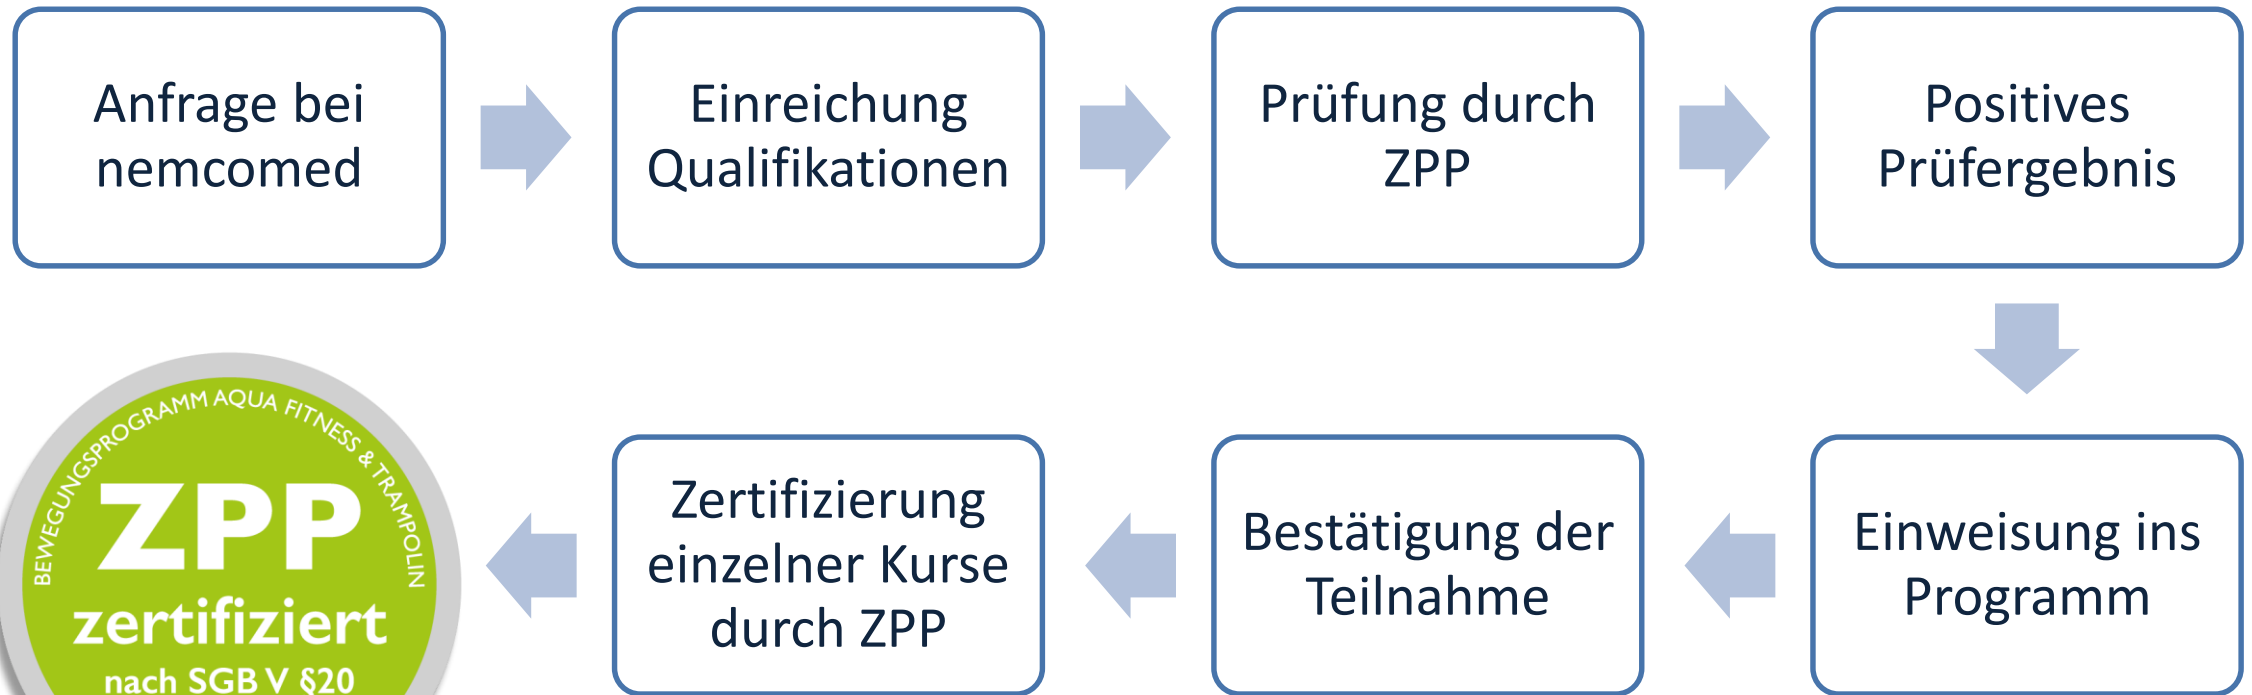 Anfrage bei
nemcomed
Einreichung
Qualifikationen
Prüfung durch
ZPP
Positives
Prüfergebnis
Einweisung ins
Programm
Bestätigung der
Teilnahme
Zertifizierung
einzelner Kurse
durch ZPP
BEWEGUNGSPROGRAMM AQUA FITNESS & TRAMPOLIN
ZPP
zertifiziert
nach SGB V §20